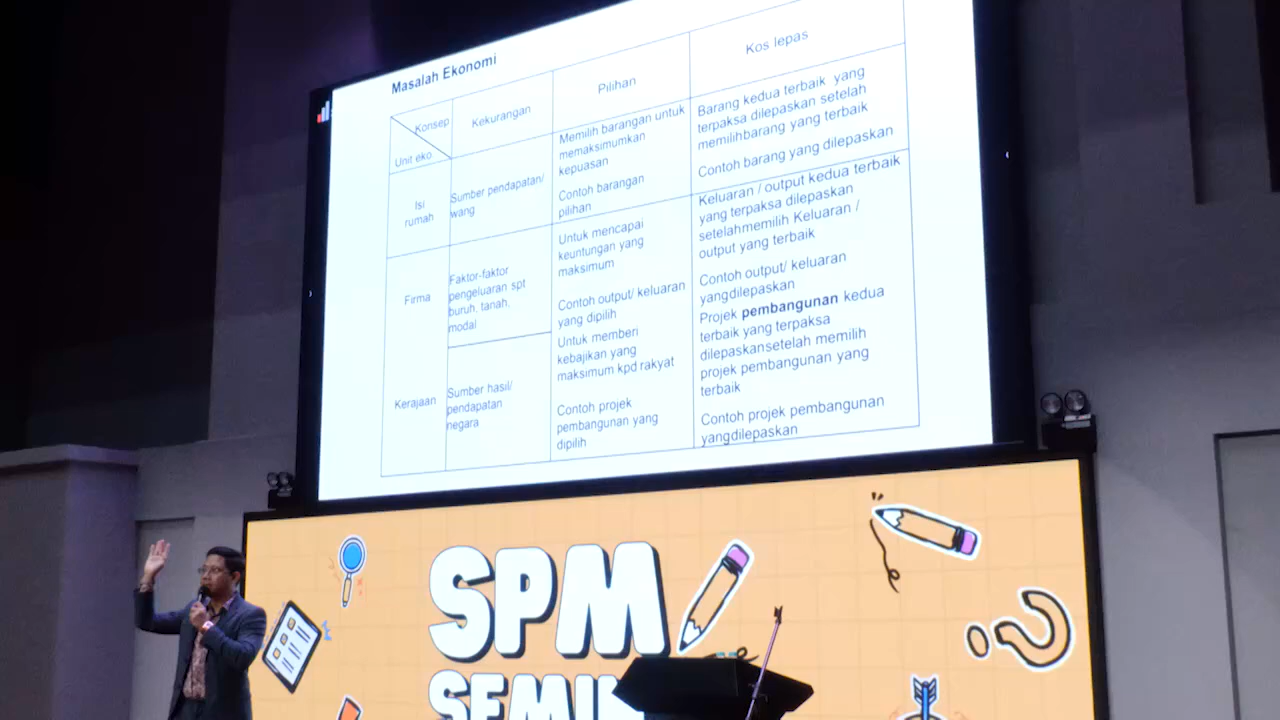 Masalah Ekonomi
Konsep
Unit eko
Kekurangan
Pilihan
Kos lepas
Isi
rumah
Sumber pendapatan/
wang
Memilih barangan untuk
memaksimumkan
kepuasan
Contoh barangan
pilihan
Barang kedua terbaik yang
terpaksa dilepaskan setelah
memilihbarang yang terbaik
Contoh barang yang dilepaskan
Firma
Faktor-faktor
pengeluaran spt
buruh, tanah,
modal
Untuk mencapai
keuntungan yang
maksimum
Contoh output/ keluaran
yang dipilih
Keluaran / output kedua terbaik
yang terpaksa dilepaskan
setelahmemilih Keluaran /
output yang terbaik
Contoh output/ keluaran
yangdilepaskan
Kerajaan
Sumber hasil/
pendapatan
negara
Untuk memberi
kebajikan yang
maksimum kpd rakyat
Contoh projek
pembangunan yang
dipilih
Projek pembangunan kedua
terbaik yang terpaksa
dilepaskansetelah memilih
projek pembangunan yang
terbaik
Contoh projek pembangunan
yangdilepaskan
SPM
SEMI